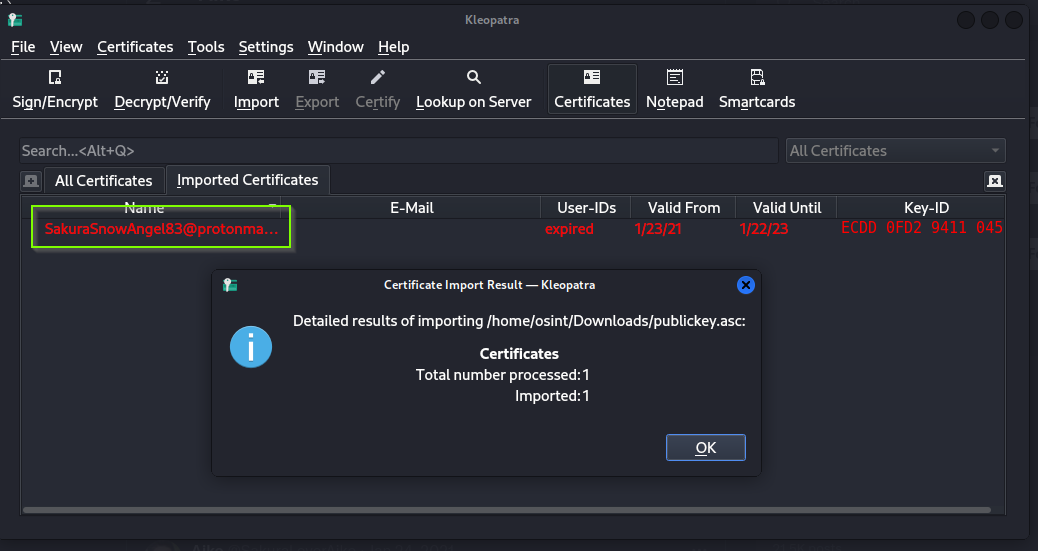 Kleopatra
File View Certificates Tools Settings Window Help
Sign/Encrypt Decrypt/Verify Import Export Certify Lookup on Server Certificates Notepad Smartcards
Search...<Alt+Q> All Certificates
All Certificates Imported Certificates
Name E-Mail User-IDs Valid From Valid Until Key-ID
SakuraSnowAngel83@protonma... expired 1/23/21 1/22/23 ECDD 0FD2 9411 045
Certificate Import Result — Kleopatra
Detailed results of importing /home/osint/Downloads/publickey.asc:
Certificates
Total number processed: 1
Imported: 1
OK